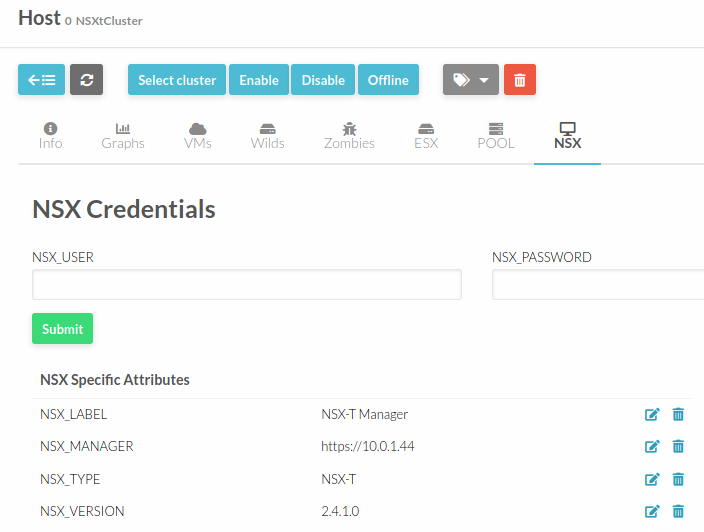 Host 0 NSXtCluster
Select cluster Enable Disable Offline
Info Graphs VMs Wilds Zombies ESX POOL NSX
NSX Credentials
NSX_USER NSX_PASSWORD
Submit
NSX Specific Attributes
NSX_LABEL NSX-T Manager
NSX_MANAGER https://10.0.1.44
NSX_TYPE NSX-T
NSX_VERSION 2.4.1.0